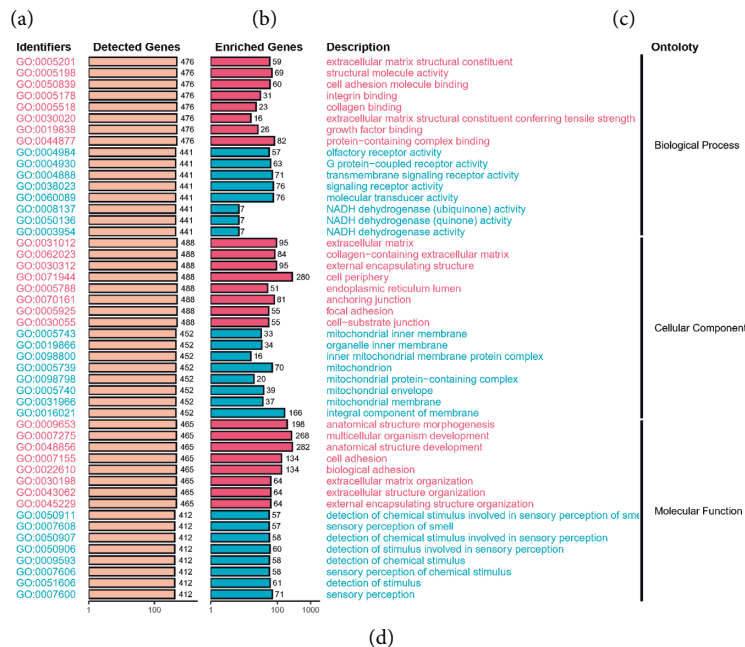 (a) (b) (c)
Identifiers Detected Genes Enriched Genes Description Ontoloty
GO:0005201 476 59 extracellular matrix structural constituent
GO:0005198 476 69 structural molecule activity
GO:0050839 476 60 cell adhesion molecule binding
GO:0005178 476 31 integrin binding
GO:0005518 476 23 collagen binding
GO:0030020 476 16 extracellular matrix structural constituent conferring tensile strength
GO:0019838 476 26 growth factor binding
GO:0044877 476 82 protein-containing complex binding
Biological Process
GO:0004984 441 57 olfactory receptor activity
GO:0004930 441 63 G protein-coupled receptor activity
GO:0004888 441 71 transmembrane signaling receptor activity
GO:0038023 441 76 signaling receptor activity
GO:0060089 441 76 molecular transducer activity
GO:0008137 441 7 NADH dehydrogenase (ubiquinone) activity
GO:0050136 441 7 NADH dehydrogenase (quinone) activity
GO:0003954 441 7 NADH dehydrogenase activity
GO:0031012 488 95 extracellular matrix
GO:0062023 488 84 collagen-containing extracellular matrix
GO:0030312 488 95 external encapsulating structure
GO:0071944 488 280 cell periphery
GO:0005788 488 51 endoplasmic reticulum lumen
GO:0070161 488 81 anchoring junction
GO:0005925 488 55 focal adhesion
GO:0030055 488 55 cell-substrate junction
Cellular Component
GO:0005743 452 33 mitochondrial inner membrane
GO:0019866 452 34 organelle inner membrane
GO:0098800 452 16 inner mitochondrial membrane protein complex
GO:0005739 452 70 mitochondrion
GO:0098798 452 20 mitochondrial protein-containing complex
GO:0005740 452 39 mitochondrial envelope
GO:0031966 452 37 mitochondrial membrane
GO:0016021 452 166 integral component of membrane
GO:0009653 465 198 anatomical structure morphogenesis
GO:0007275 465 268 multicellular organism development
GO:0048856 465 282 anatomical structure development
GO:0007155 465 134 cell adhesion
GO:0022610 465 134 biological adhesion
GO:0030198 465 64 extracellular matrix organization
GO:0043062 465 64 extracellular structure organization
GO:0045229 465 64 external encapsulating structure organization
Molecular Function
GO:0050911 412 57 detection of chemical stimulus involved in sensory perception of sme
GO:0007608 412 57 sensory perception of smell
GO:0050907 412 58 detection of chemical stimulus involved in sensory perception
GO:0050906 412 60 detection of stimulus involved in sensory perception
GO:0009593 412 58 detection of chemical stimulus
GO:0007606 412 58 sensory perception of chemical stimulus
GO:0051606 412 61 detection of stimulus
GO:0007600 412 71 sensory perception
1 100 1 100 1000
(d)